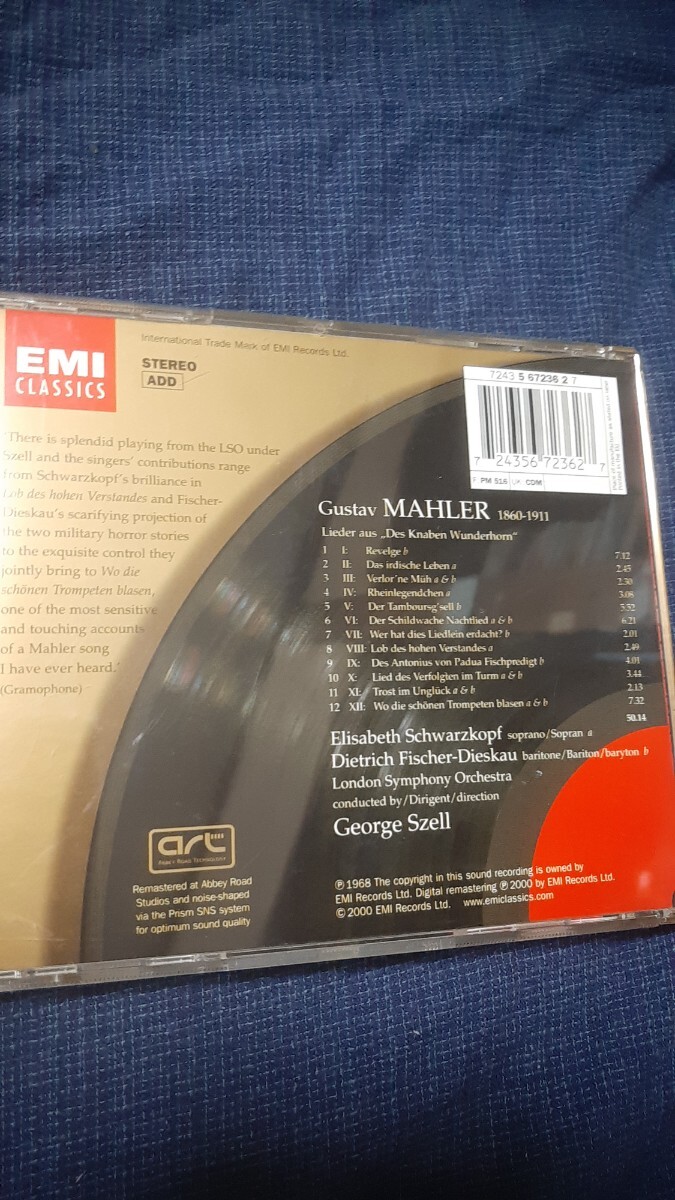 EMI
CLASSICS
International Trade Mark of EMI Records Ltd.
STEREO
ADD
'There is splendid playing from the LSO under
Szell and the singers' contributions range
from Schwarzkopf's brilliance in
Lob des hohen Verstandes and Fischer-
Dieskau's scarifying projection of
the two military horror stories
to the exquisite control they
jointly bring to Wo die
schönen Trompeten blasen,
one of the most sensitive
and touching accounts
of a Mahler song
I have ever heard.'
(Gramophone)
7243 5 67236 2 7
7 24356 72362 7
PM 516 UK: CDM
Gustav MAHLER 1860-1911
Lieder aus „Des Knaben Wunderhorn"
1 I: Revelge b 7.12
2 II: Das irdische Leben a 2.45
3 III: Verlor'ne Müh a & b 2.30
4 IV: Rheinlegendchen a 3.08
5 V: Der Tamboursg'sell b 5.52
6 VI: Der Schildwache Nachtlied a & b 6.21
7 VII: Wer hat dies Liedlein erdacht? b 2.01
8 VIII: Lob des hohen Verstandes a 2.49
9 IX: Des Antonius von Padua Fischpredigt b 4.01
10 X: Lied des Verfolgten im Turm a & b 3.44
11 XI: Trost im Unglück a & b 2.13
12 XII: Wo die schönen Trompeten blasen a & b 7.32
50.14
Elisabeth Schwarzkopf soprano/Sopran a
Dietrich Fischer-Dieskau baritone/Bariton/baryton b
London Symphony Orchestra
conducted by/Dirigent/direction
George Szell
art
ABBEY ROAD TECHNOLOGY
Remastered at Abbey Road
Studios and noise-shaped
via the Prism SNS system
for optimum sound quality
℗ 1968 The copyright in this sound recording is owned by
EMI Records Ltd. Digital remastering ℗ 2000 by EMI Records Ltd.
© 2000 EMI Records Ltd. www.emiclassics.com